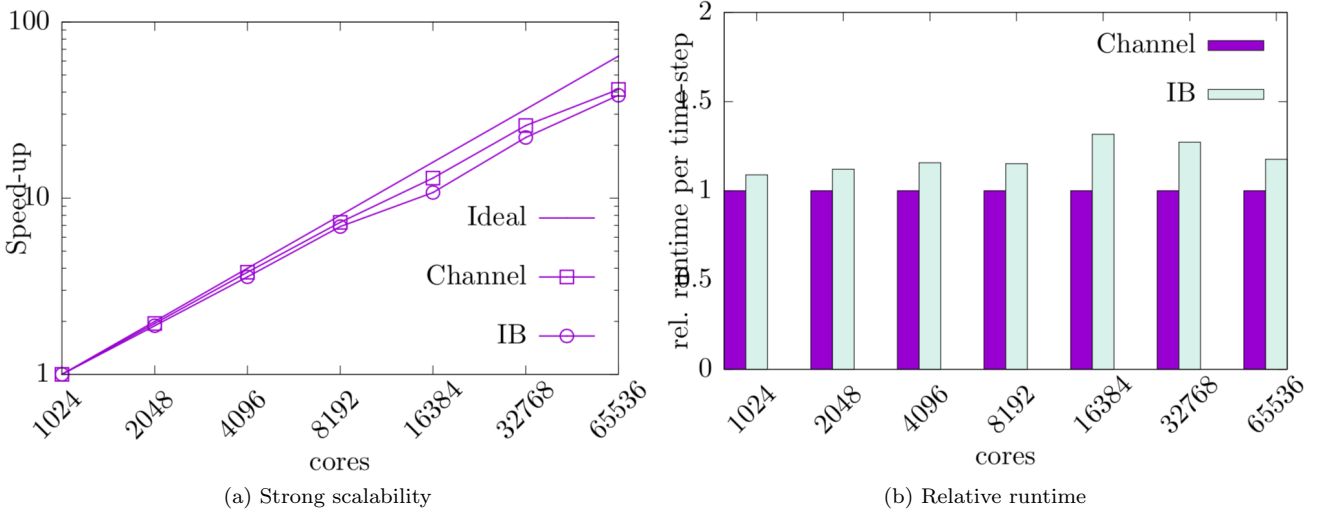 100
10
1
Speed-up
Ideal
Channel
IB
1024
2048
4096
8192
16384
32768
65536
cores
(a) Strong scalability
2
1.5
1
0.5
0
rel. runtime per time-step
Channel
IB
1024
2048
4096
8192
16384
32768
65536
cores
(b) Relative runtime